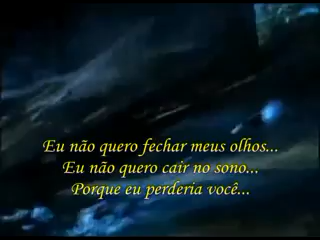 Eu não quero fechar meus olhos...
Eu não quero cair no sono...
Porque eu perderia você...